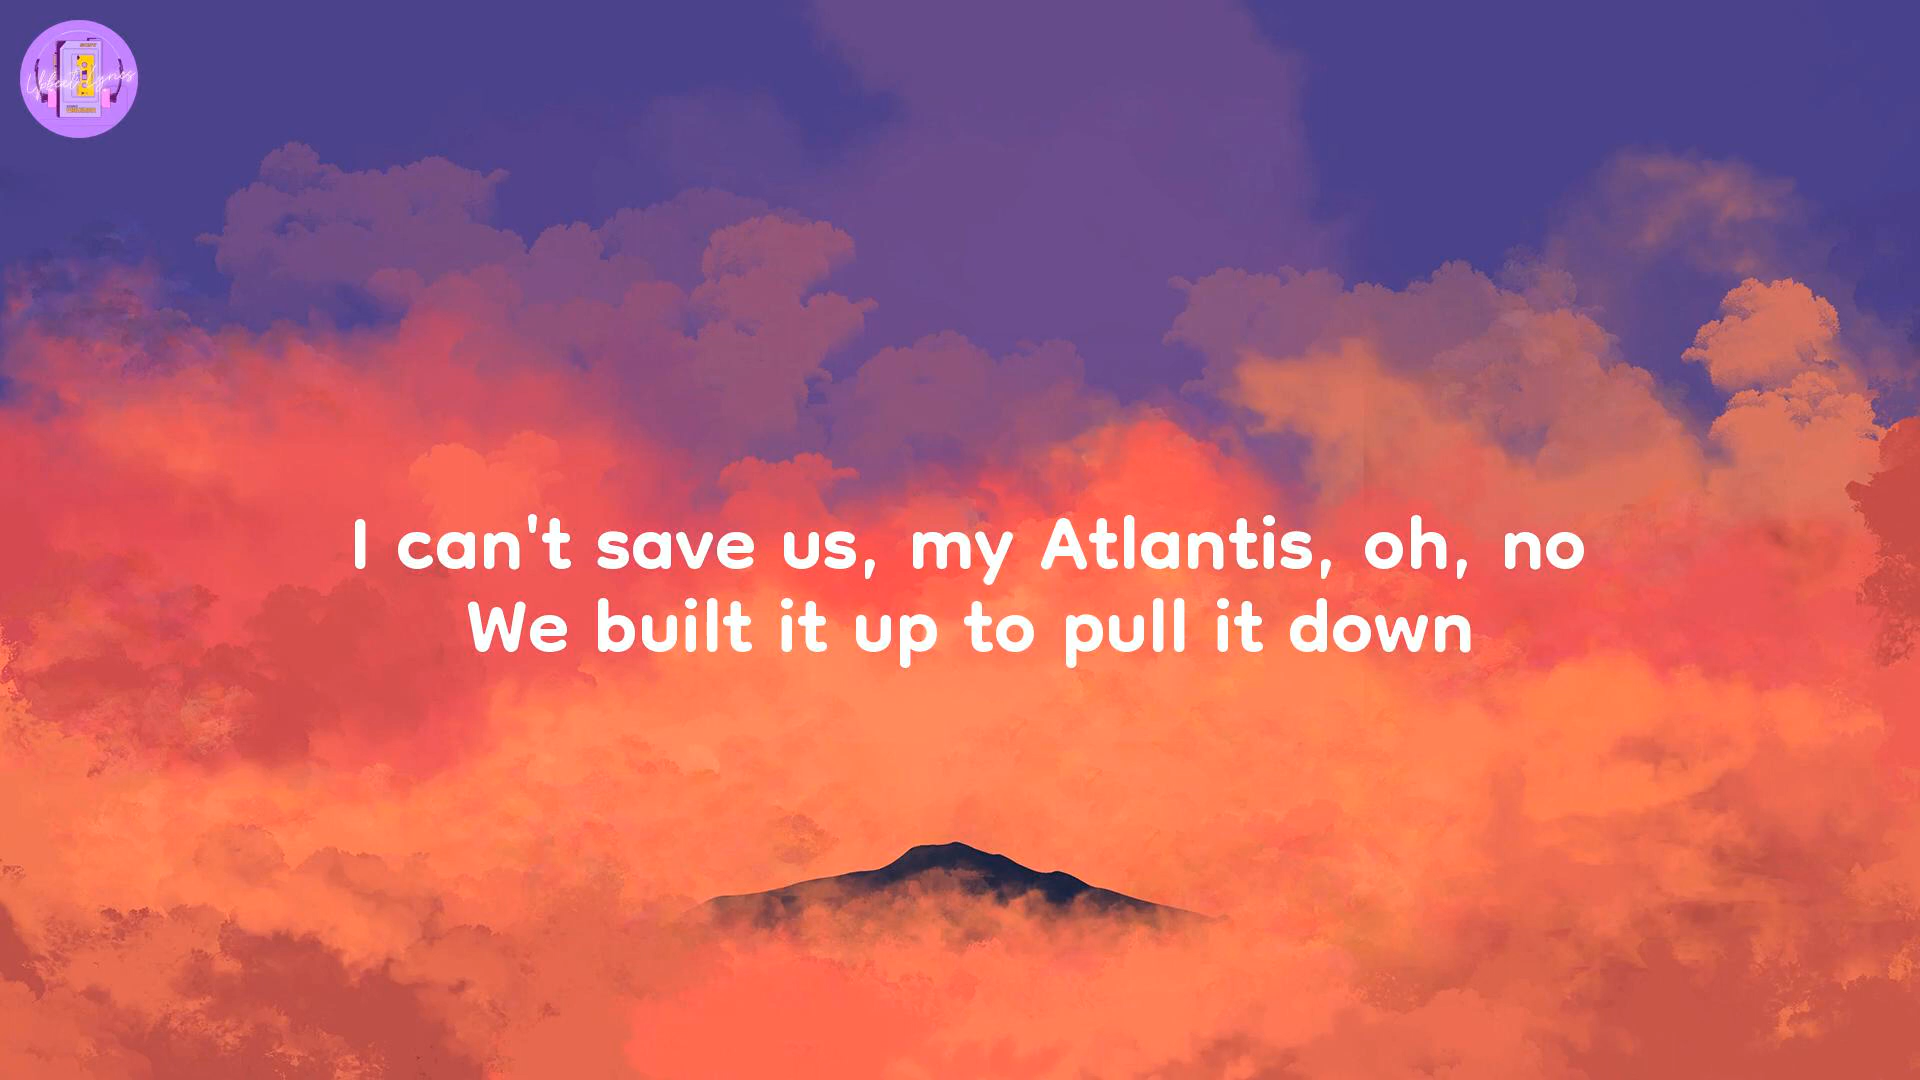 I can't save us, my Atlantis, oh, no
We built it up to pull it down